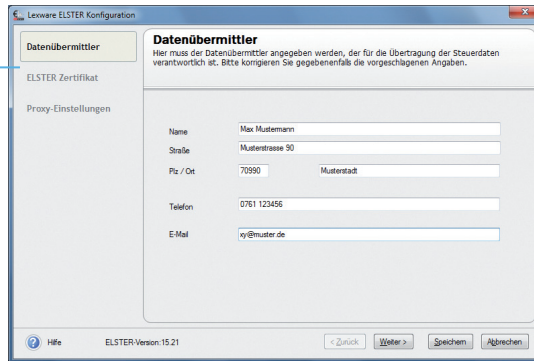 Lexware ELSTER Konfiguration
Datenübermittler
ELSTER Zertifikat
Proxy-Einstellungen
Datenübermittler
Hier muss der Datenübermittler angegeben werden, der für die Übertragung der Steuerdaten
verantwortlich ist. Bitte korrigieren Sie gegebenenfalls die vorgeschlagenen Angaben.
Name Max Mustermann
Straße Musterstrasse 90
Plz / Ort 70990 Musterstadt
Telefon 0761 123456
E-Mail xy@muster.de
Hilfe ELSTER-Version:15.21 < Zurück Weiter > Speichern Abbrechen